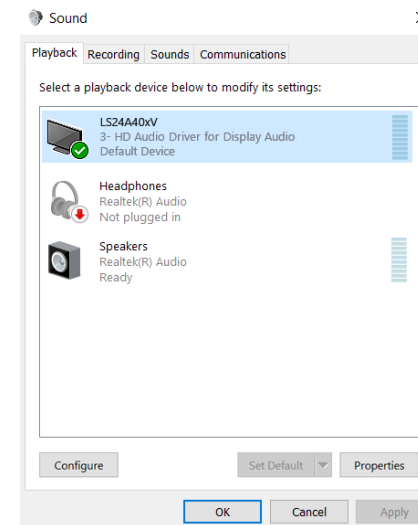 Sound
Playback Recording Sounds Communications
Select a playback device below to modify its settings:
LS24A40xV
3- HD Audio Driver for Display Audio
Default Device
Headphones
Realtek(R) Audio
Not plugged in
Speakers
Realtek(R) Audio
Ready
Configure Set Default Properties
OK Cancel Apply